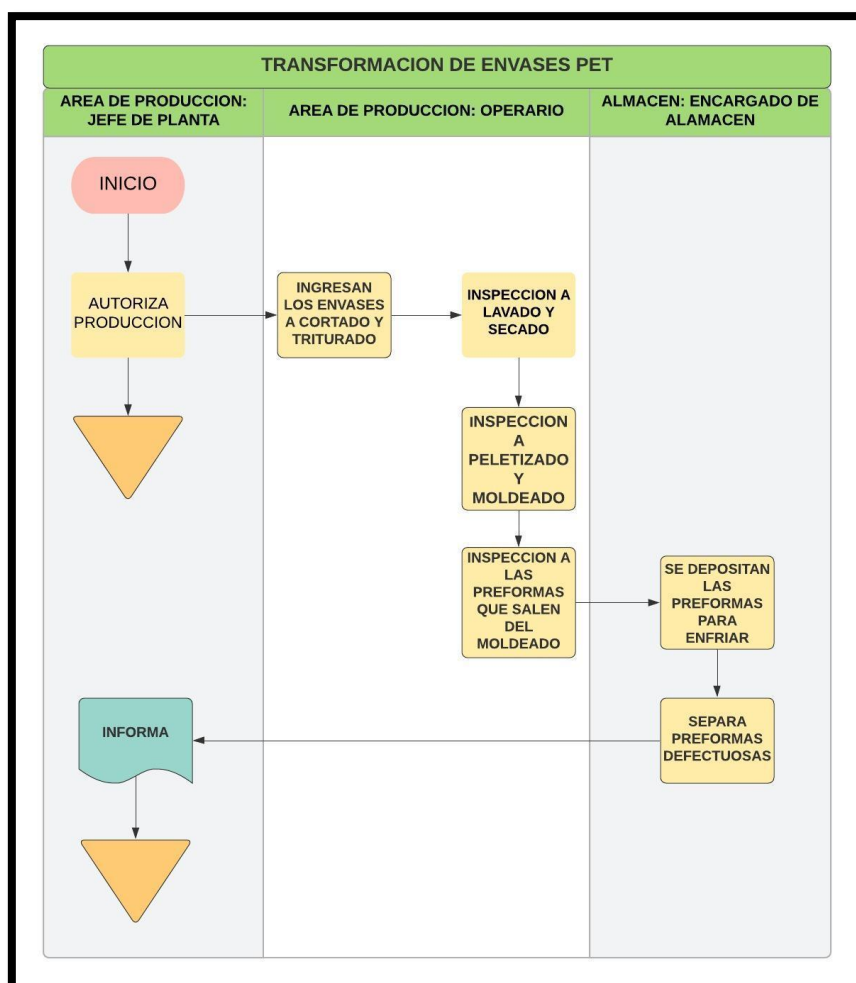 TRANSFORMACION DE ENVASES PET
AREA DE PRODUCCION:
JEFE DE PLANTA
AREA DE PRODUCCION: OPERARIO
ALMACEN: ENCARGADO DE
ALAMACEN
INICIO
AUTORIZA
PRODUCCION
INGRESAN
LOS ENVASES
A CORTADO Y
TRITURADO
INSPECCION A
LAVADO Y
SECADO
INSPECCION
A
PELETIZADO
Y
MOLDEADO
INSPECCION A
LAS
PREFORMAS
QUE SALEN
DEL
MOLDEADO
SE DEPOSITAN
LAS
PREFORMAS
PARA
ENFRIAR
SEPARA
PREFORMAS
DEFECTUOSAS
INFORMA